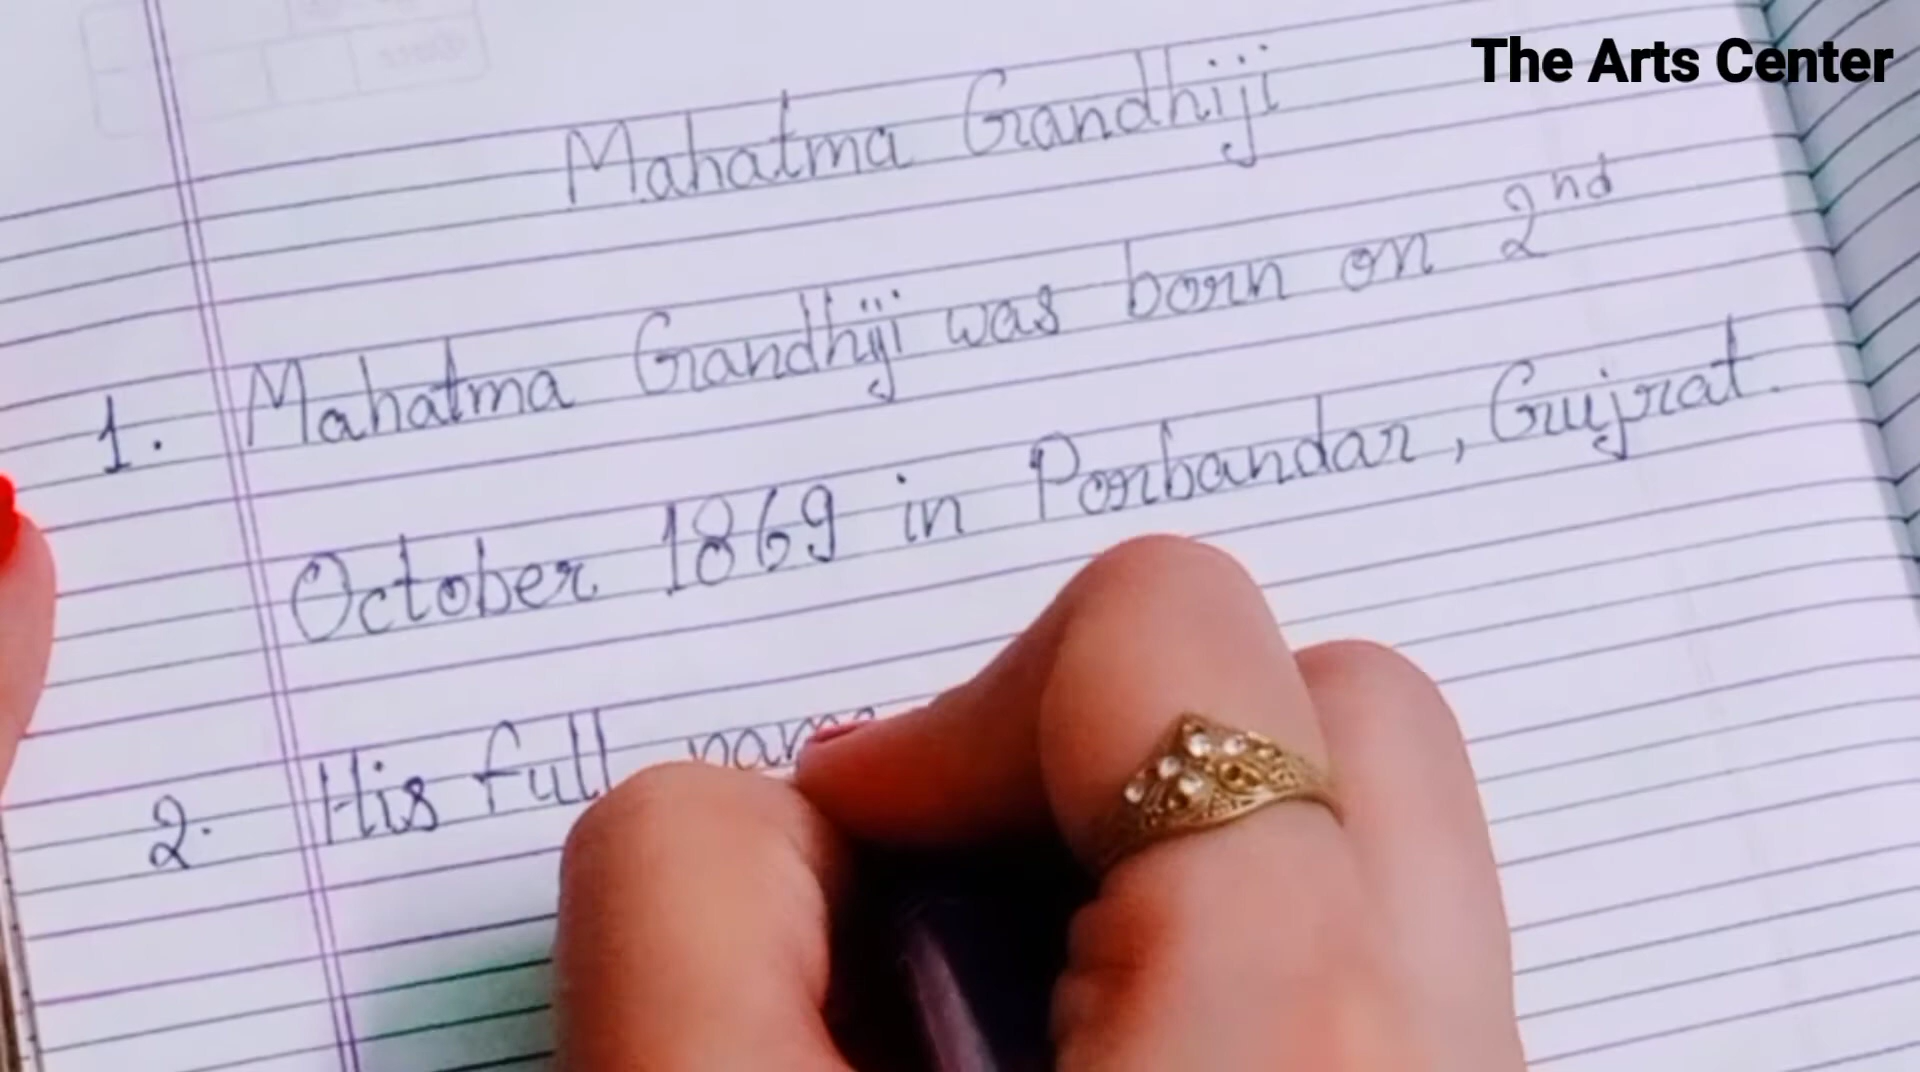 The Arts Center
Mahatma Gandhiji
1. Mahatma Gandhiji was born on 2nd
October 1869 in Porbandar, Gujrat.
2. His full name